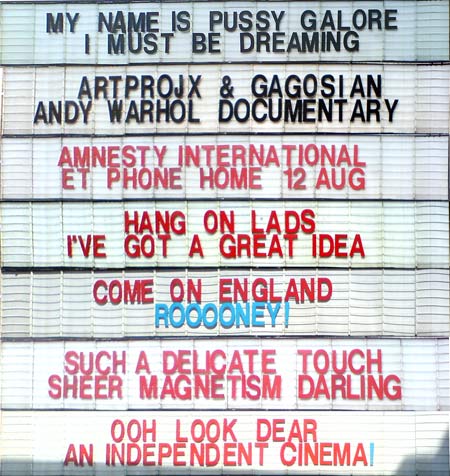 MY NAME IS PUSSY GALORE
I MUST BE DREAMING
ARTPROJX & GAGOSIAN
ANDY WARHOL DOCUMENTARY
AMNESTY INTERNATIONAL
ET PHONE HOME 12 AUG
HANG ON LADS
I'VE GOT A GREAT IDEA
COME ON ENGLAND
ROOOONEY!
SUCH A DELICATE TOUCH
SHEER MAGNETISM DARLING
OOH LOOK DEAR
AN INDEPENDENT CINEMA!